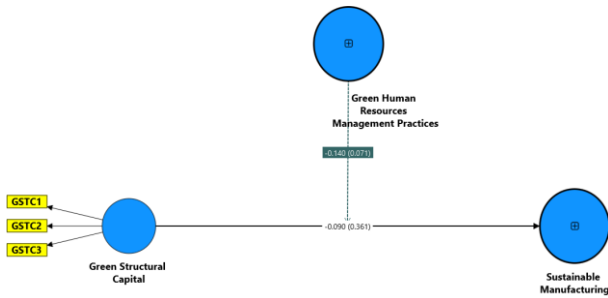 Green Human
Resources
Management Practices
-0.140 (0.071)
GSTC1
GSTC2
GSTC3
-0.090 (0.361)
Green Structural
Capital
Sustainable
Manufacturing